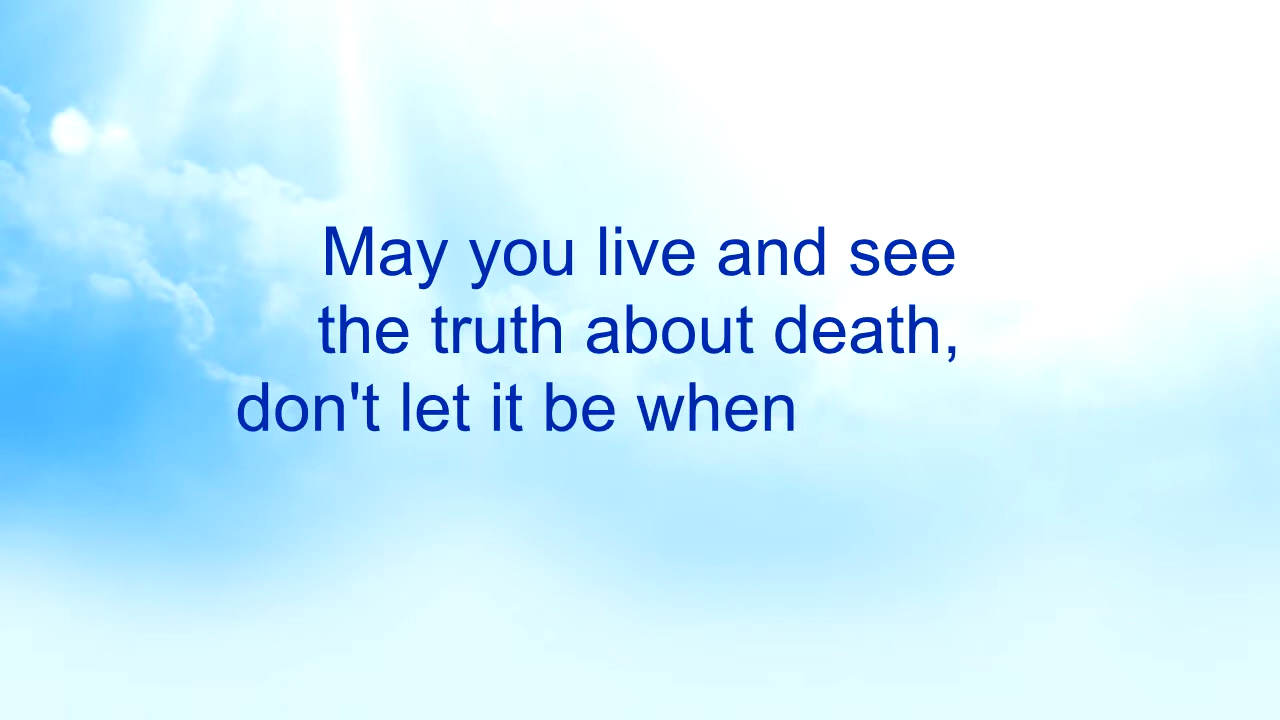 May you live and see
the truth about death,
don't let it be when